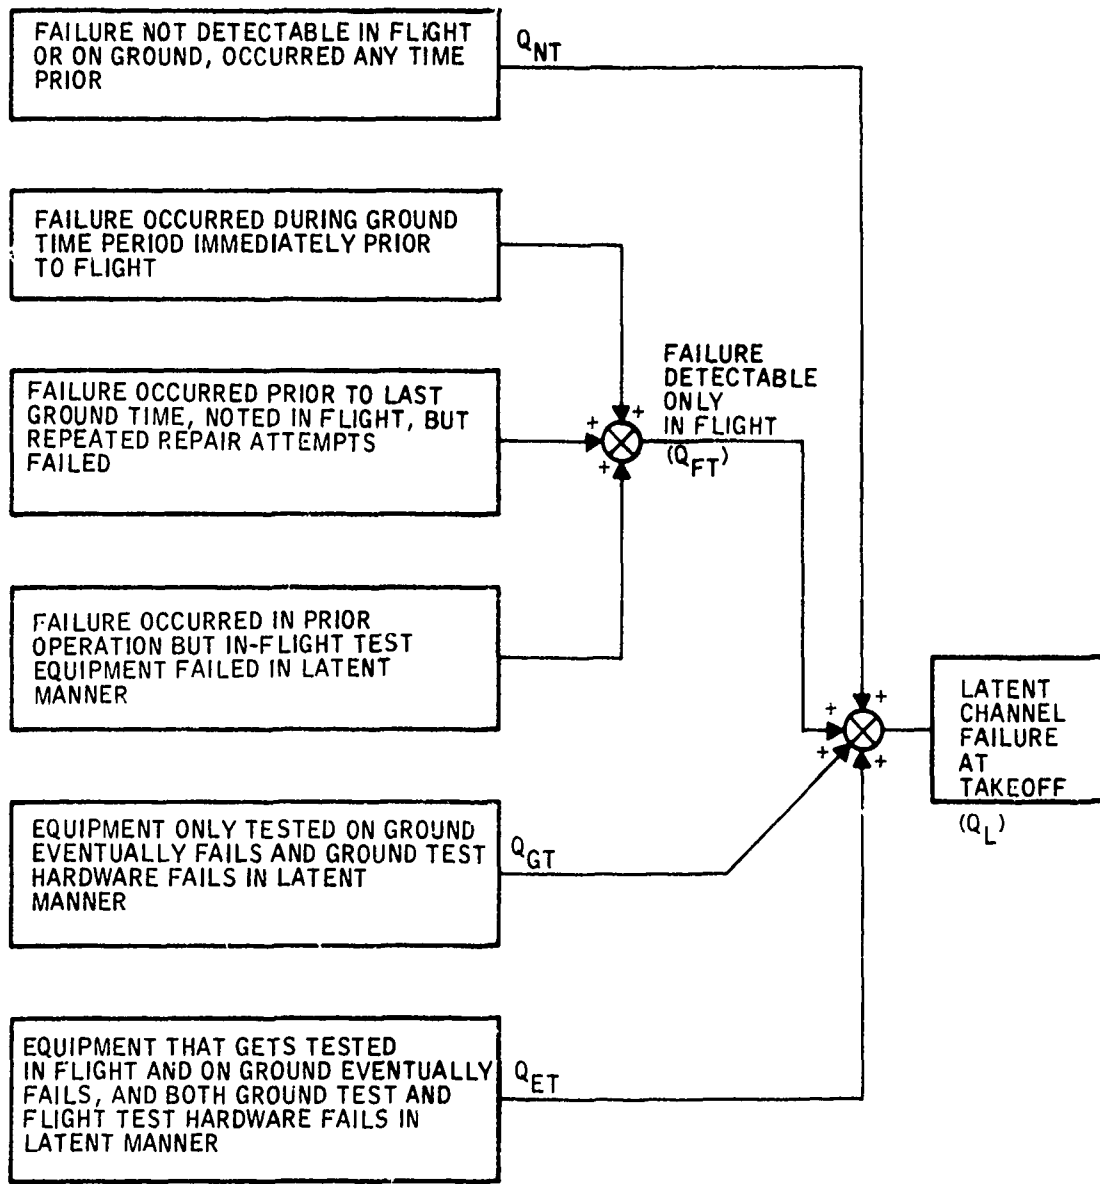 FAILURE NOT DETECTABLE IN FLIGHT
OR ON GROUND, OCCURRED ANY TIME
PRIOR
Q_NT
FAILURE OCCURRED DURING GROUND
TIME PERIOD IMMEDIATELY PRIOR
TO FLIGHT
FAILURE OCCURRED PRIOR TO LAST
GROUND TIME, NOTED IN FLIGHT, BUT
REPEATED REPAIR ATTEMPTS
FAILED
+
+
+
FAILURE
DETECTABLE
ONLY
IN FLIGHT
(Q_FT)
FAILURE OCCURRED IN PRIOR
OPERATION BUT IN-FLIGHT TEST
EQUIPMENT FAILED IN LATENT
MANNER
EQUIPMENT ONLY TESTED ON GROUND
EVENTUALLY FAILS AND GROUND TEST
HARDWARE FAILS IN LATENT
MANNER
Q_GT
EQUIPMENT THAT GETS TESTED
IN FLIGHT AND ON GROUND EVENTUALLY
FAILS, AND BOTH GROUND TEST AND
FLIGHT TEST HARDWARE FAILS IN
LATENT MANNER
Q_ET
+
+
+
+
LATENT
CHANNEL
FAILURE
AT
TAKEOFF
(Q_L)